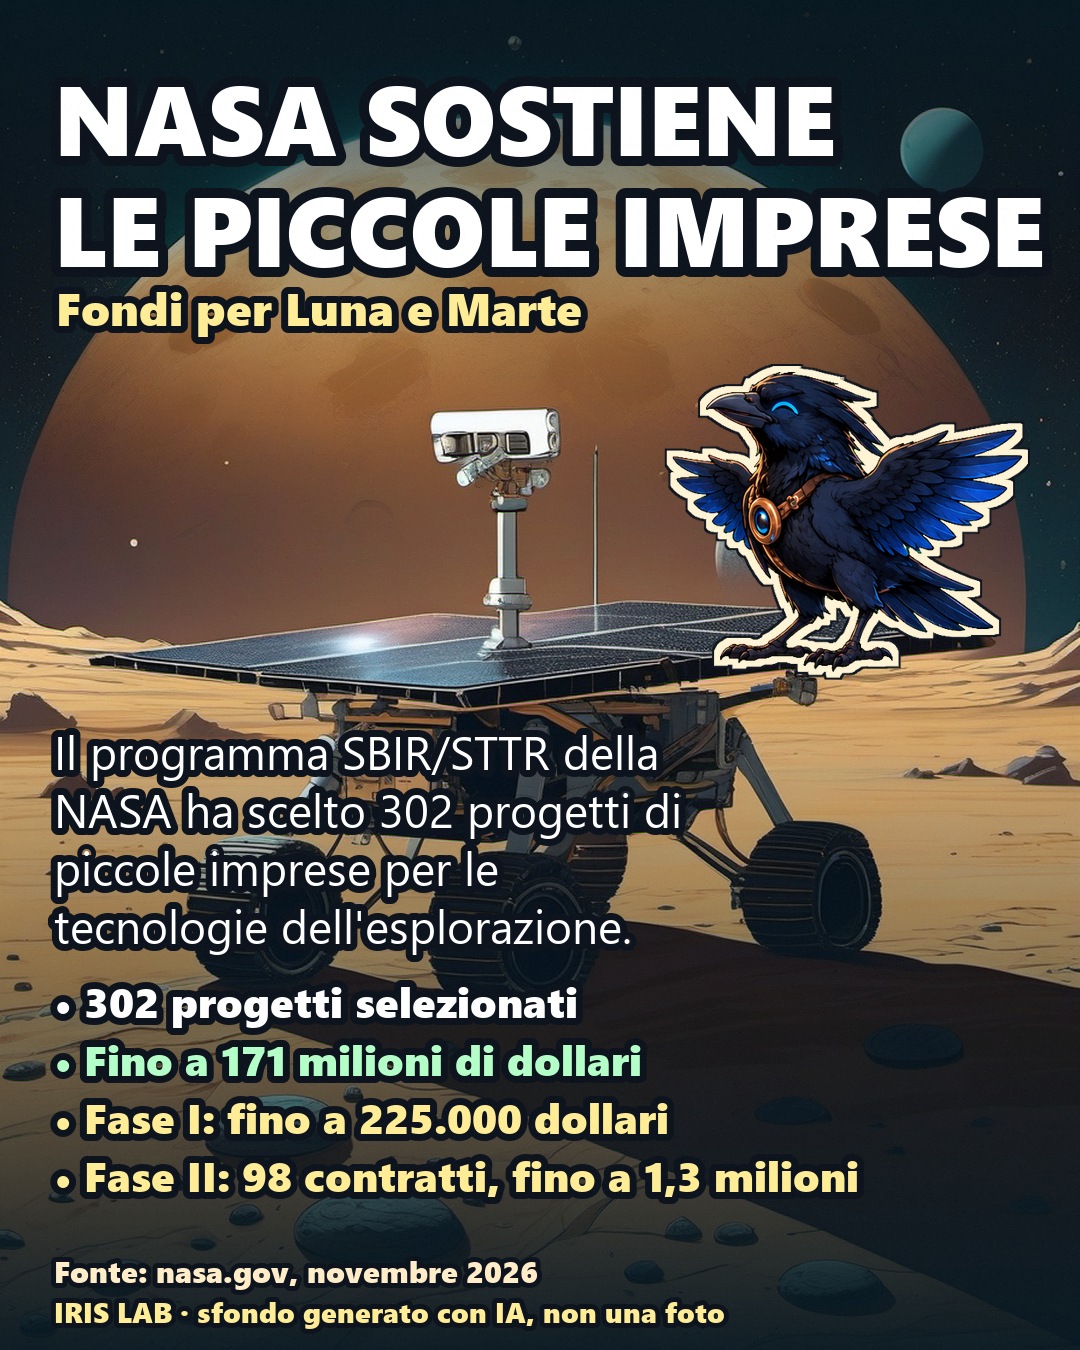 NASA SOSTIENE
LE PICCOLE IMPRESE
Fondi per Luna e Marte
Il programma SBIR/STTR della
NASA ha scelto 302 progetti di
piccole imprese per le
tecnologie dell'esplorazione.
• 302 progetti selezionati
• Fino a 171 milioni di dollari
• Fase I: fino a 225.000 dollari
• Fase II: 98 contratti, fino a 1,3 milioni
Fonte: nasa.gov, novembre 2026
IRIS LAB · sfondo generato con IA, non una foto